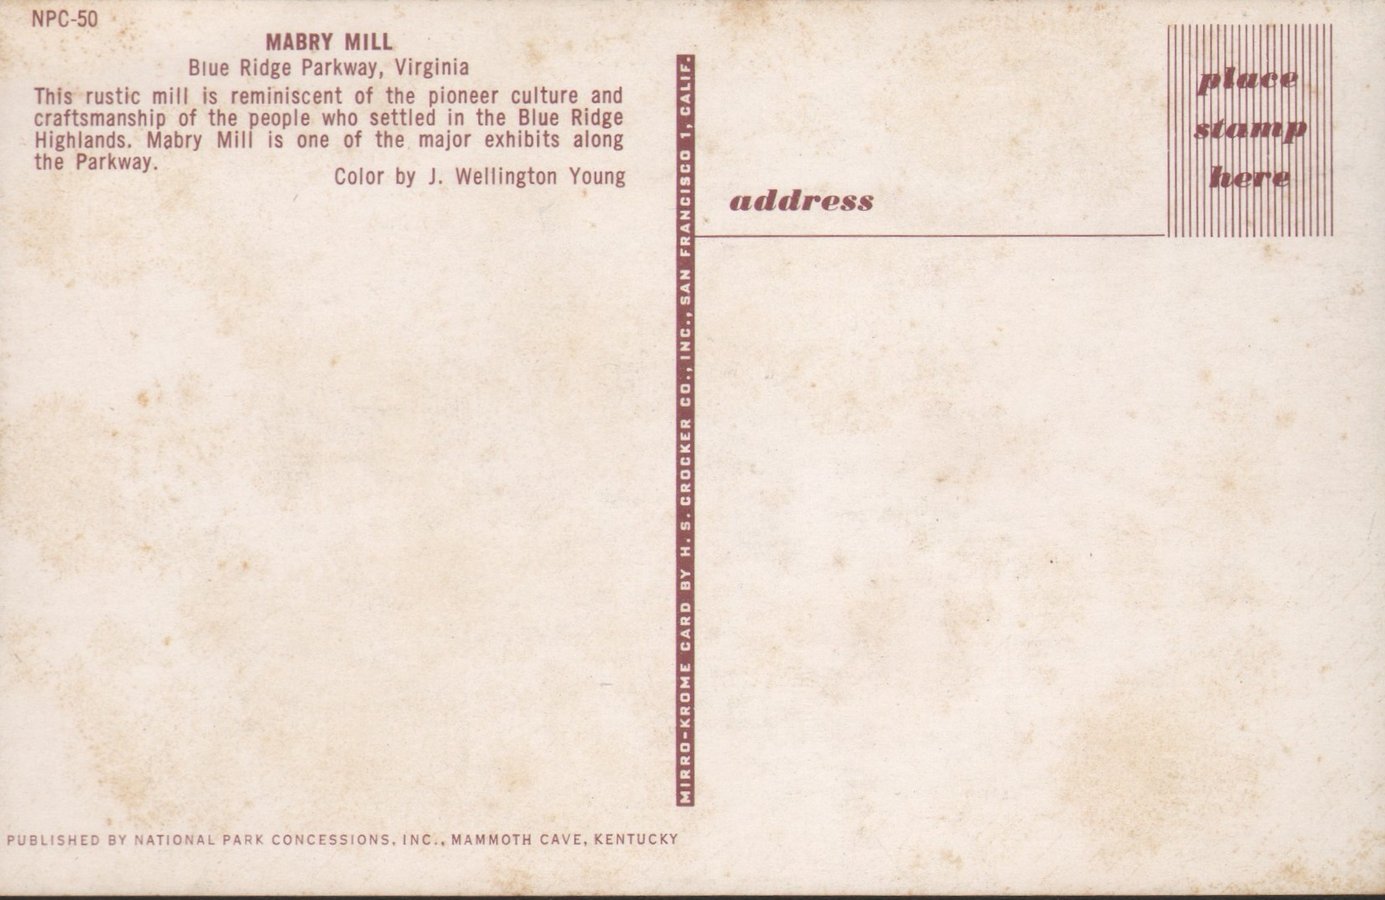 NPC-50
MABRY MILL
Blue Ridge Parkway, Virginia
This rustic mill is reminiscent of the pioneer culture and
craftsmanship of the people who settled in the Blue Ridge
Highlands. Mabry Mill is one of the major exhibits along
the Parkway.
Color by J. Wellington Young
MIRRO-KROME CARD BY H. S. CROCKER CO., INC., SAN FRANCISCO 1, CALIF.
place
stamp
here
address
PUBLISHED BY NATIONAL PARK CONCESSIONS, INC., MAMMOTH CAVE, KENTUCKY